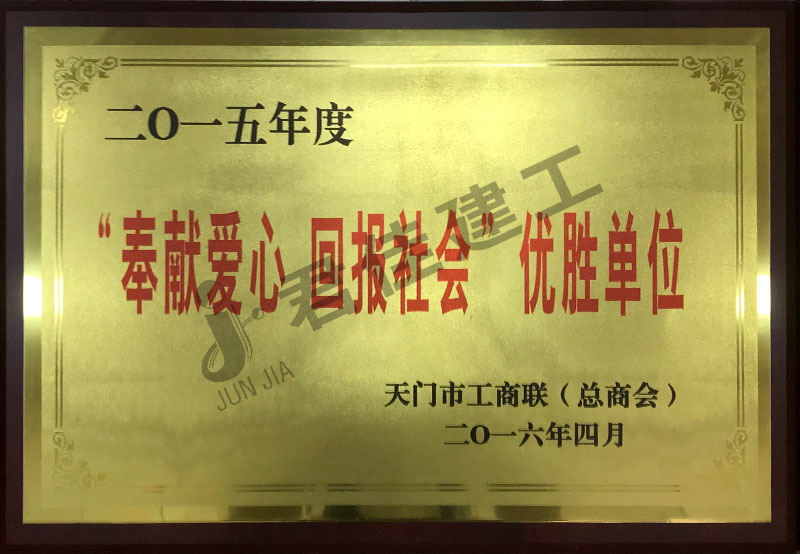 二O一五年度
“奉献爱心 回报社会”优胜单位
君佳建工
JUN JIA
天门市工商联（总商会）
二O一六年四月